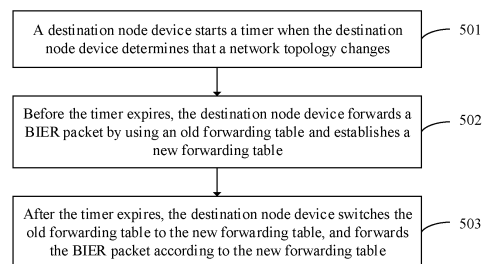 A destination node device starts a timer when the destination
node device determines that a network topology changes
501
Before the timer expires, the destination node device forwards a
BIER packet by using an old forwarding table and establishes a
new forwarding table
502
After the timer expires, the destination node device switches the
old forwarding table to the new forwarding table, and forwards
the BIER packet according to the new forwarding table
503